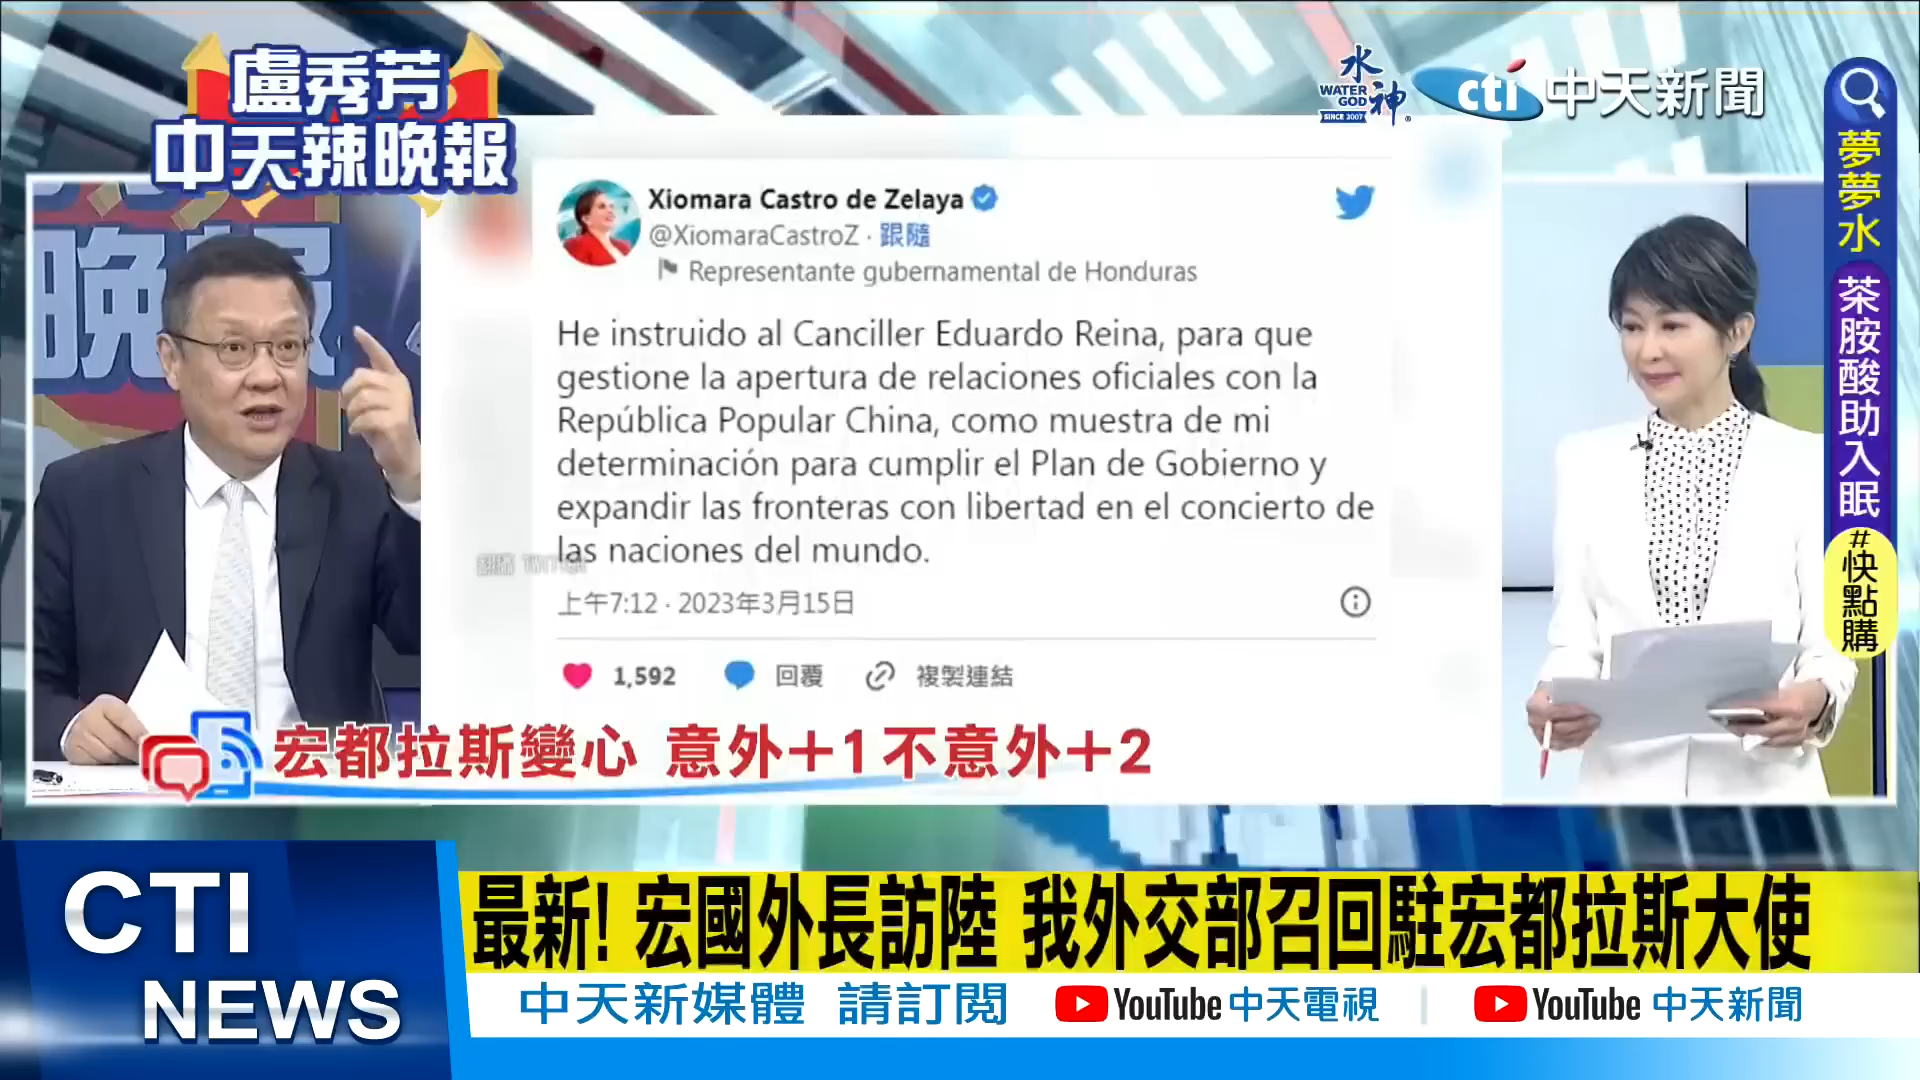 盧秀芳
中天辣晚報
水神
WATER
GOD
SINCE 2007
cti 中天新聞
夢夢水
茶胺酸助入眠
#快點購
晚報
Xiomara Castro de Zelaya
@XiomaraCastroZ · 跟隨
Representante gubernamental de Honduras
He instruido al Canciller Eduardo Reina, para que
gestione la apertura de relaciones oficiales con la
República Popular China, como muestra de mi
determinación para cumplir el Plan de Gobierno y
expandir las fronteras con libertad en el concierto de
las naciones del mundo.
翻攝 TWITTER
上午7:12 · 2023年3月15日
1,592 回覆 複製連結
宏都拉斯變心 意外+1不意外+2
CTI
NEWS
最新! 宏國外長訪陸 我外交部召回駐宏都拉斯大使
中天新媒體 請訂閱 YouTube 中天電視 | YouTube 中天新聞